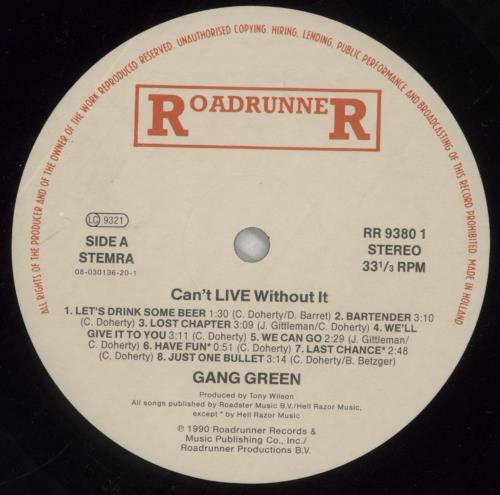 ALL RIGHTS OF THE PRODUCER AND OF THE OWNER OF THE WORK REPRODUCED RESERVED. UNAUTHORISED COPYING, HIRING, LENDING, PUBLIC PERFORMANCE AND BROADCASTING OF THIS RECORD PROHIBITED. MADE IN HOLLAND
ROADRUNNER
LC 9321
SIDE A
STEMRA
08-030136-20-1
RR 9380 1
STEREO
33 1/3 RPM
Can't LIVE Without It
1. LET'S DRINK SOME BEER 1:30 (C. Doherty/D. Barret) 2. BARTENDER 3:10
(C. Doherty) 3. LOST CHAPTER 3:09 (J. Gittleman/C. Doherty) 4. WE'LL
GIVE IT TO YOU 3:11 (C. Doherty) 5. WE CAN GO 2:29 (J. Gittleman/
C. Doherty) 6. HAVE FUN* 0:51 (C. Doherty) 7. LAST CHANCE* 2:48
(C. Doherty) 8. JUST ONE BULLET 3:14 (C. Doherty/B. Betzger)
GANG GREEN
Produced by Tony Wilson
All songs published by Roadster Music B.V./Hell Razor Music,
except * by Hell Razor Music
℗ 1990 Roadrunner Records &
Music Publishing Co., Inc./
Roadrunner Productions B.V.